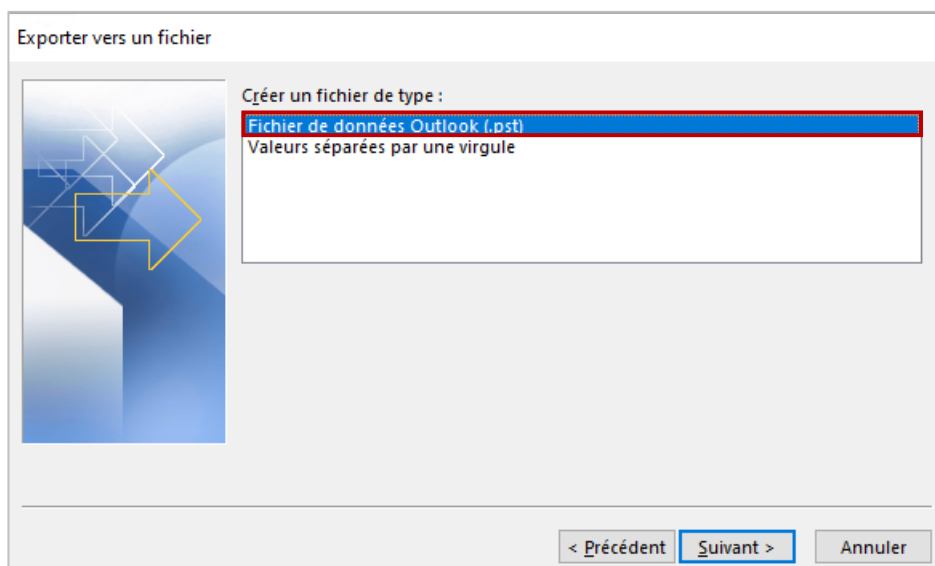 Exporter vers un fichier
Créer un fichier de type :
Fichier de données Outlook (.pst)
Valeurs séparées par une virgule
< Précédent
Suivant >
Annuler